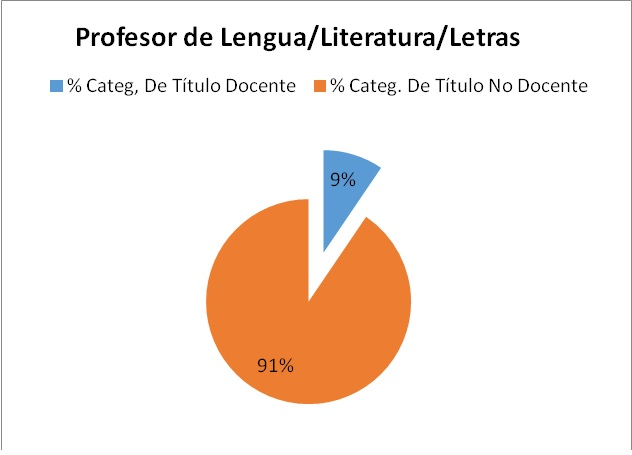 Profesor de Lengua/Literatura/Letras
% Categ, De Título Docente % Categ. De Título No Docente
9%
91%